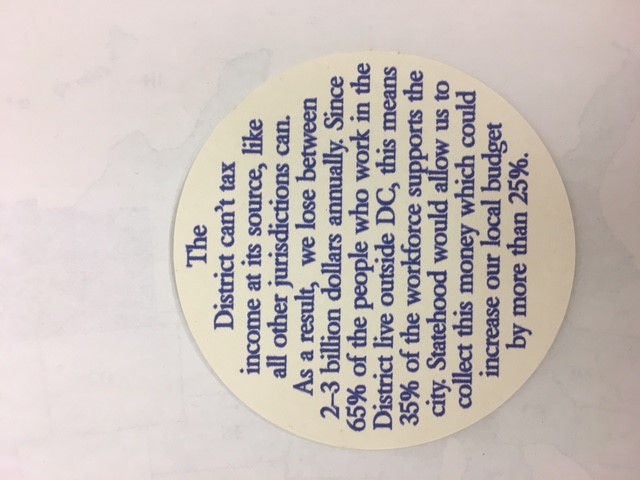 The
District can't tax
income at its source, like
all other jurisdictions can.
As a result, we lose between
2–3 billion dollars annually. Since
65% of the people who work in the
District live outside DC, this means
35% of the workforce supports the
city. Statehood would allow us to
collect this money which could
increase our local budget
by more than 25%.